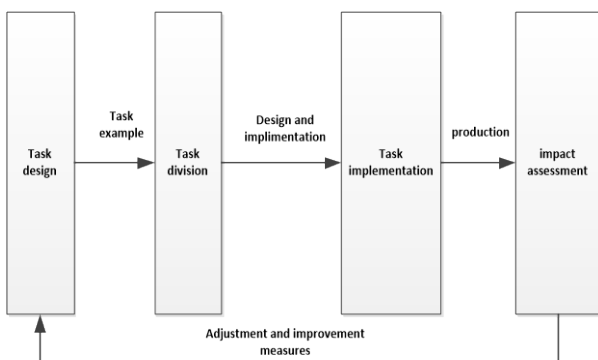 Task
design
Task
example
Task
division
Design and
implimentation
Task
implementation
production
impact
assessment
Adjustment and improvement
measures